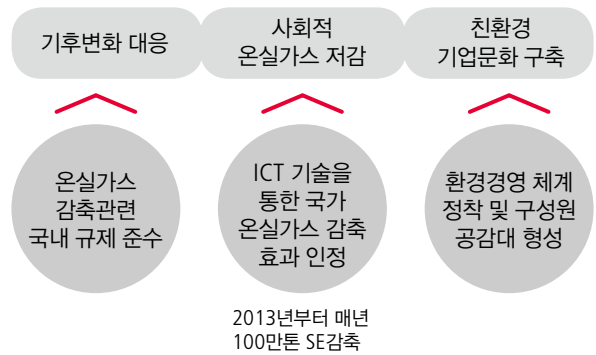 기후변화 대응
사회적
온실가스 저감
친환경
기업문화 구축
온실가스
감축관련
국내 규제 준수
ICT 기술을
통한 국가
온실가스 감축
효과 인정
환경경영 체계
정착 및 구성원
공감대 형성
2013년부터 매년
100만톤 SE감축